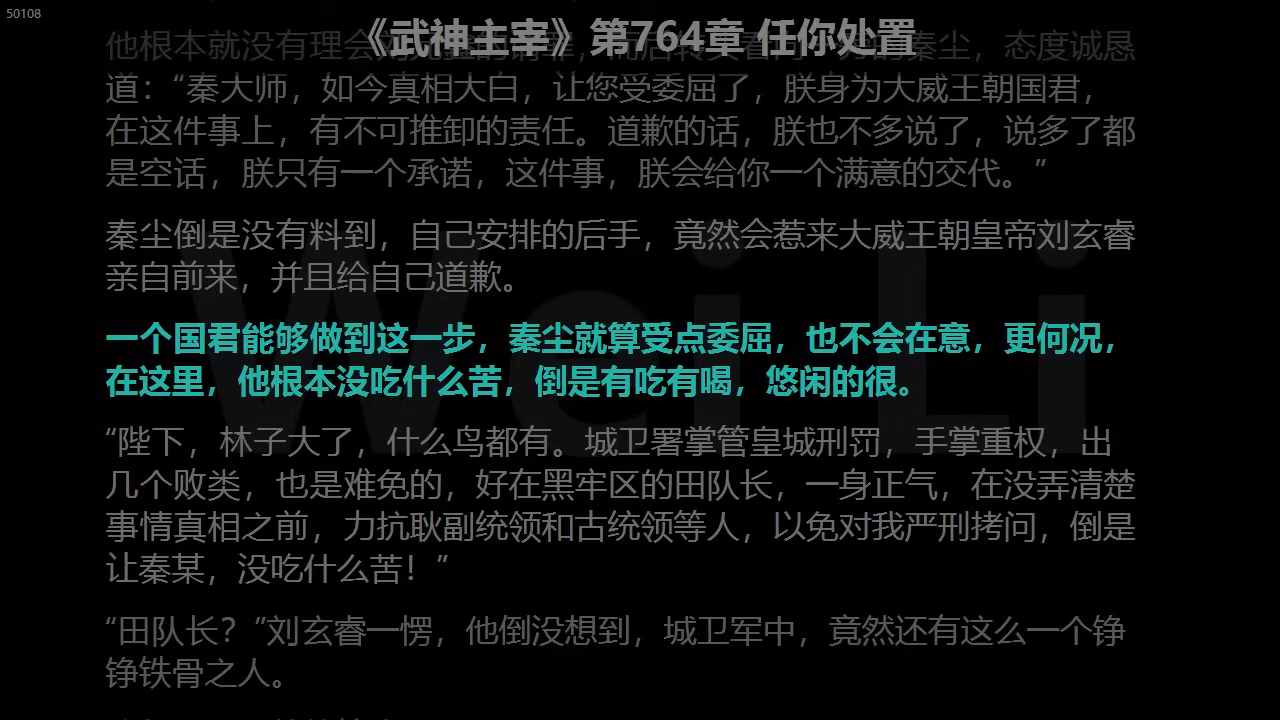 50108
《武神主宰》第764章 任你处置
他根本就没有理会
秦尘，态度诚恳
道：“秦大师，如今真相大白，让您受委屈了，朕身为大威王朝国君，
在这件事上，有不可推卸的责任。道歉的话，朕也不多说了，说多了都
是空话，朕只有一个承诺，这件事，朕会给你一个满意的交代。”
秦尘倒是没有料到，自己安排的后手，竟然会惹来大威王朝皇帝刘玄睿
亲自前来，并且给自己道歉。
一个国君能够做到这一步，秦尘就算受点委屈，也不会在意，更何况，
在这里，他根本没吃什么苦，倒是有吃有喝，悠闲的很。
“陛下，林子大了，什么鸟都有。城卫署掌管皇城刑罚，手掌重权，出
几个败类，也是难免的，好在黑牢区的田队长，一身正气，在没弄清楚
事情真相之前，力抗耿副统领和古统领等人，以免对我严刑拷问，倒是
让秦某，没吃什么苦！”
“田队长？”刘玄睿一愣，他倒没想到，城卫军中，竟然还有这么一个铮
铮铁骨之人。
Wei Li